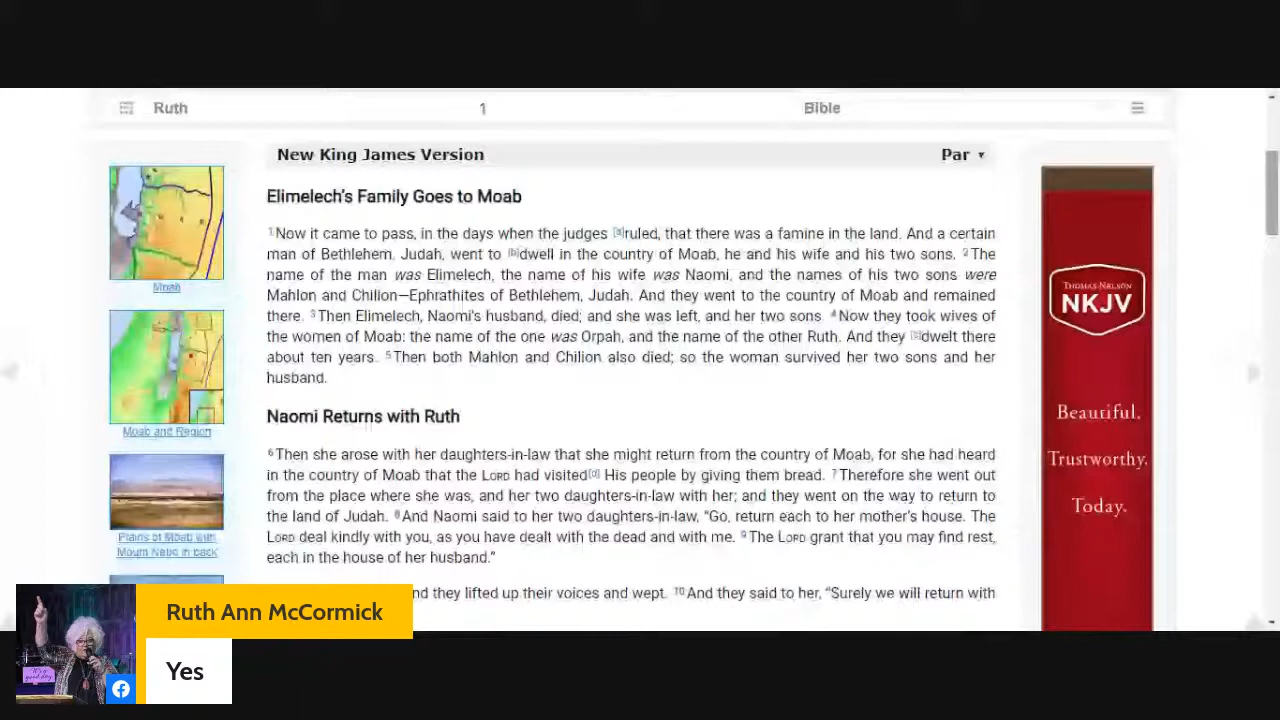 Ruth 1 Bible
New King James Version Par ▾
Elimelech’s Family Goes to Moab
1Now it came to pass, in the days when the judges [a]ruled, that there was a famine in the land. And a certain
man of Bethlehem, Judah, went to [b]dwell in the country of Moab, he and his wife and his two sons. 2The
name of the man was Elimelech, the name of his wife was Naomi, and the names of his two sons were
Mahlon and Chilion—Ephrathites of Bethlehem, Judah. And they went to the country of Moab and remained
there. 3Then Elimelech, Naomi’s husband, died; and she was left, and her two sons. 4Now they took wives of
the women of Moab: the name of the one was Orpah, and the name of the other Ruth. And they [c]dwelt there
about ten years. 5Then both Mahlon and Chilion also died; so the woman survived her two sons and her
husband.
Naomi Returns with Ruth
6Then she arose with her daughters-in-law that she might return from the country of Moab, for she had heard
in the country of Moab that the LORD had visited[d] His people by giving them bread. 7Therefore she went out
from the place where she was, and her two daughters-in-law with her; and they went on the way to return to
the land of Judah. 8And Naomi said to her two daughters-in-law, “Go, return each to her mother’s house. The
LORD deal kindly with you, as you have dealt with the dead and with me. 9The LORD grant that you may find rest,
each in the house of her husband.”
nd they lifted up their voices and wept. 10And they said to her, “Surely we will return with
Moab
Moab and Region
Plains of Moab with
Mount Nebo in back
THOMAS NELSON
NKJV
Beautiful.
Trustworthy.
Today.
Ruth Ann McCormick
Yes